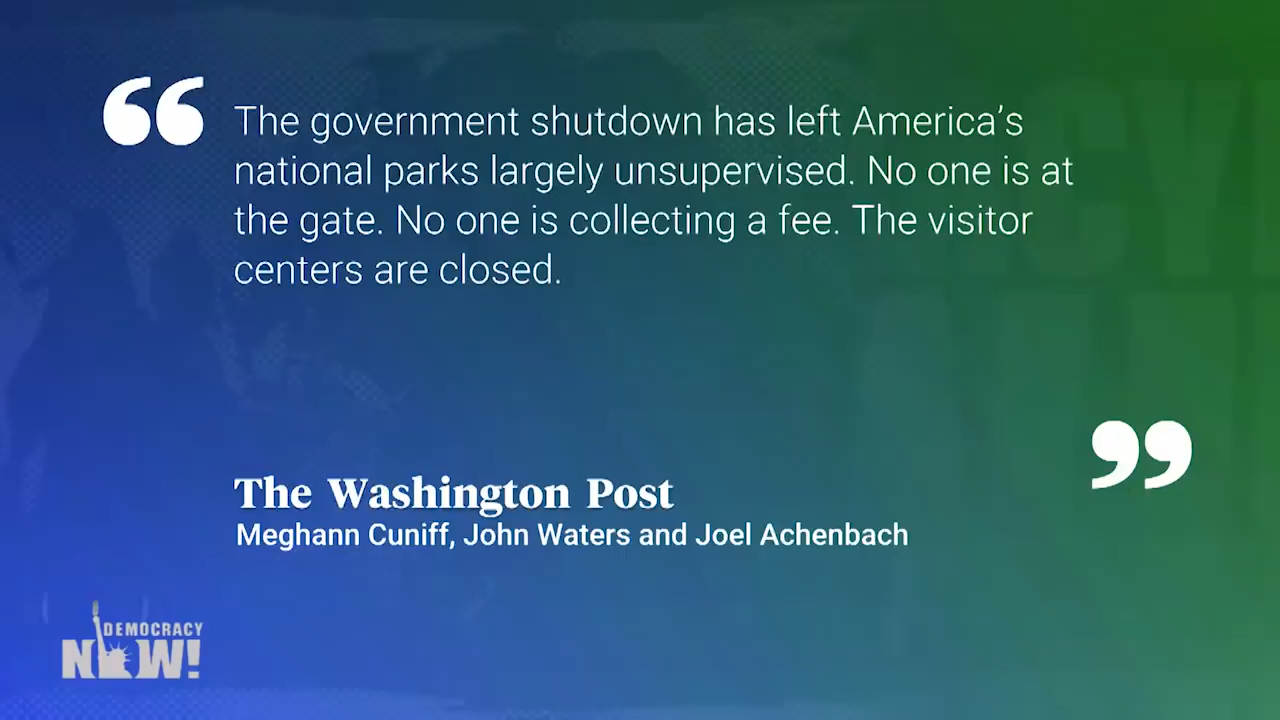 “ The government shutdown has left America’s
national parks largely unsupervised. No one is at
the gate. No one is collecting a fee. The visitor
centers are closed.
”
The Washington Post
Meghann Cuniff, John Waters and Joel Achenbach
DEMOCRACY
NOW!